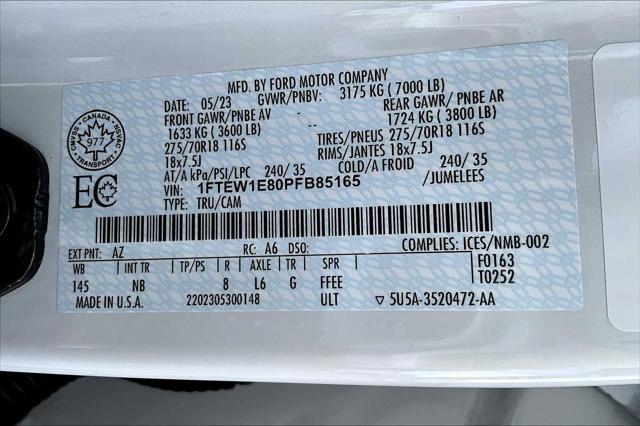 MFD. BY FORD MOTOR COMPANY
DATE: 05/23 GVWR/PNBV: 3175 KG ( 7000 LB)
FRONT GAWR/ PNBE AV -- REAR GAWR/ PNBE AR
1633 KG ( 3600 LB) -- 1724 KG ( 3800 LB)
275/70R18 116S TIRES/PNEUS 275/70R18 116S
18x7.5J RIMS/JANTES 18x7.5J
AT/A kPa/PSI/LPC 240/ 35 COLD/A FROID 240/ 35
VIN: 1FTEW1E80PFB85165 /JUMELEES
TYPE: TRU/CAM
CANADA
SAMC NSVAC
977
TRANSPORT
EC
EXT PNT: AZ RC: A6 DSO: COMPLIES: ICES/NMB-002
WB INT TR TP/PS R AXLE TR SPR F0163
145 NB 8 L6 G FFEE T0252
MADE IN U.S.A. 2202305300148 ULT ▽ 5U5A-3520472-AA